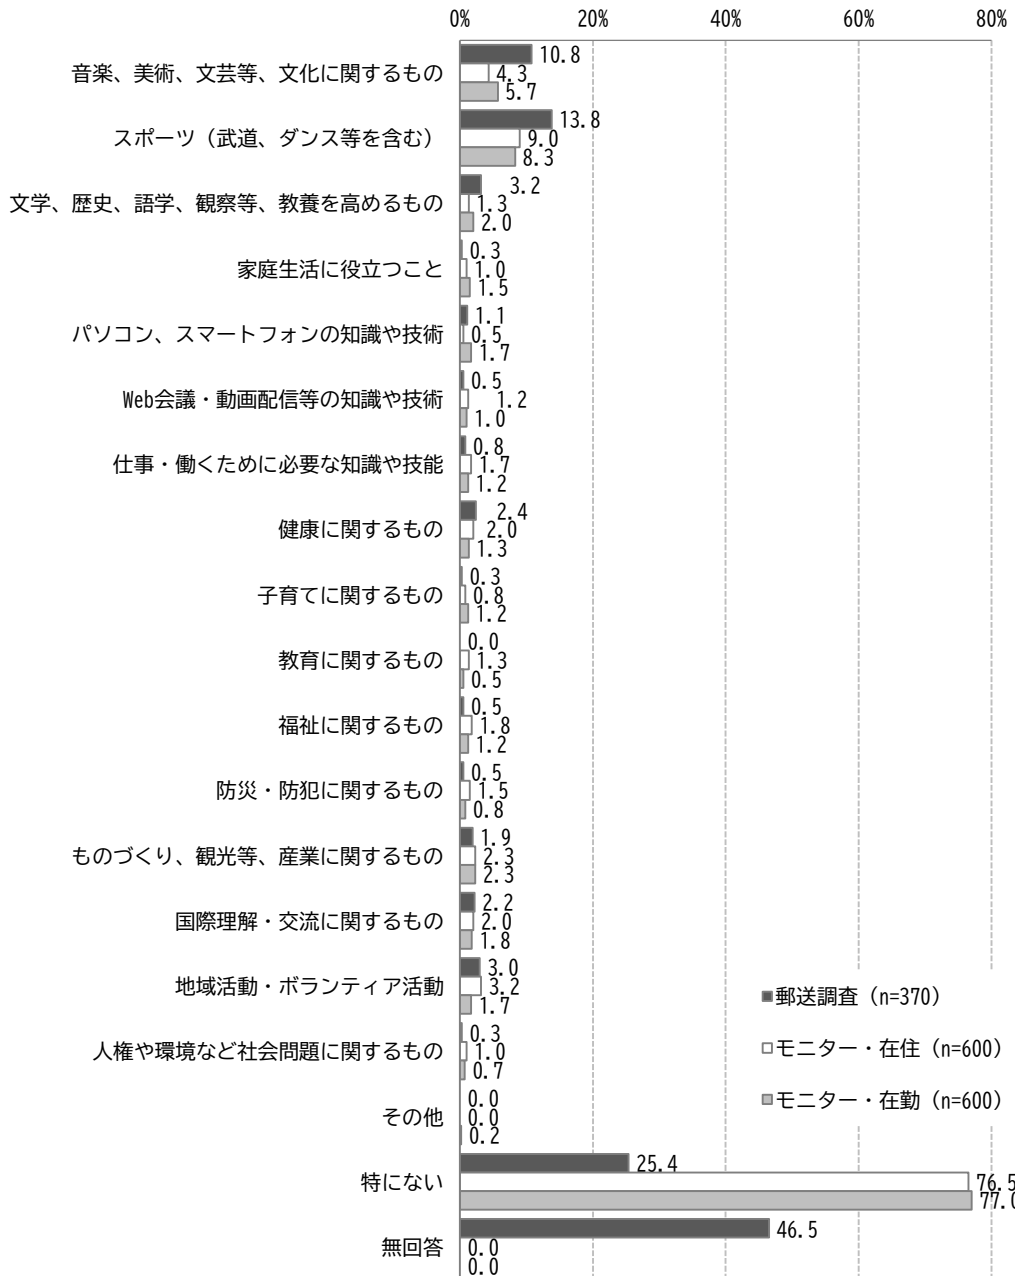 0% 20% 40% 60% 80%
音楽、美術、文芸等、文化に関するもの 10.8 4.3 5.7
スポーツ（武道、ダンス等を含む） 13.8 9.0 8.3
文学、歴史、語学、観察等、教養を高めるもの 3.2 1.3 2.0
家庭生活に役立つこと 0.3 1.0 1.5
パソコン、スマートフォンの知識や技術 1.1 0.5 1.7
Web会議・動画配信等の知識や技術 0.5 1.2 1.0
仕事・働くために必要な知識や技能 0.8 1.7 1.2
健康に関するもの 2.4 2.0 1.3
子育てに関するもの 0.3 0.8 1.2
教育に関するもの 0.0 1.3 0.5
福祉に関するもの 0.5 1.8 1.2
防災・防犯に関するもの 0.5 1.5 0.8
ものづくり、観光等、産業に関するもの 1.9 2.3 2.3
国際理解・交流に関するもの 2.2 2.0 1.8
地域活動・ボランティア活動 3.0 3.2 1.7
人権や環境など社会問題に関するもの 0.3 1.0 0.7
その他 0.0 0.0 0.2
特にない 25.4 76.5 77.0
無回答 46.5 0.0 0.0
郵送調査（n=370）
モニター・在住（n=600）
モニター・在勤（n=600）